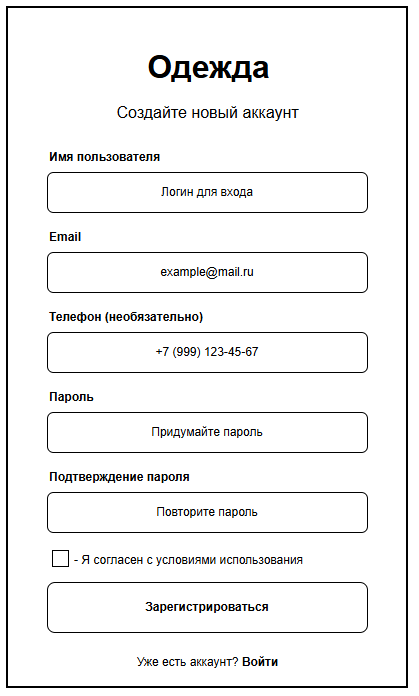 Одежда
Создайте новый аккаунт
Имя пользователя
Логин для входа
Email
example@mail.ru
Телефон (необязательно)
+7 (999) 123-45-67
Пароль
Придумайте пароль
Подтверждение пароля
Повторите пароль
- Я согласен с условиями использования
Зарегистрироваться
Уже есть аккаунт? Войти